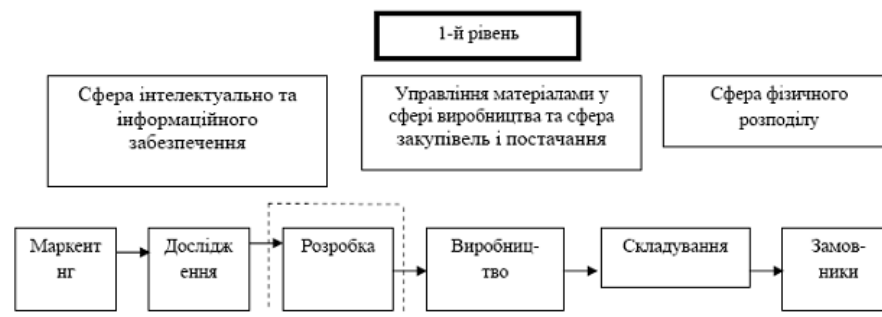 1-й рівень
Сфера інтелектуально та
інформаційного
забезпечення
Управління матеріалами у
сфері виробництва та сфера
закупівель і постачання
Сфера фізичного
розподілу
Маркеит
нг
Дослідж
ення
Розробка
Виробниц-
тво
Складування
Замов-
ники